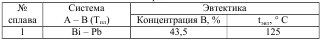 № сплава
Система А – В (Тпл)
Эвтектика
Концентрация В, %
tэвт, ° С
1
Bi – Pb
43,5
125